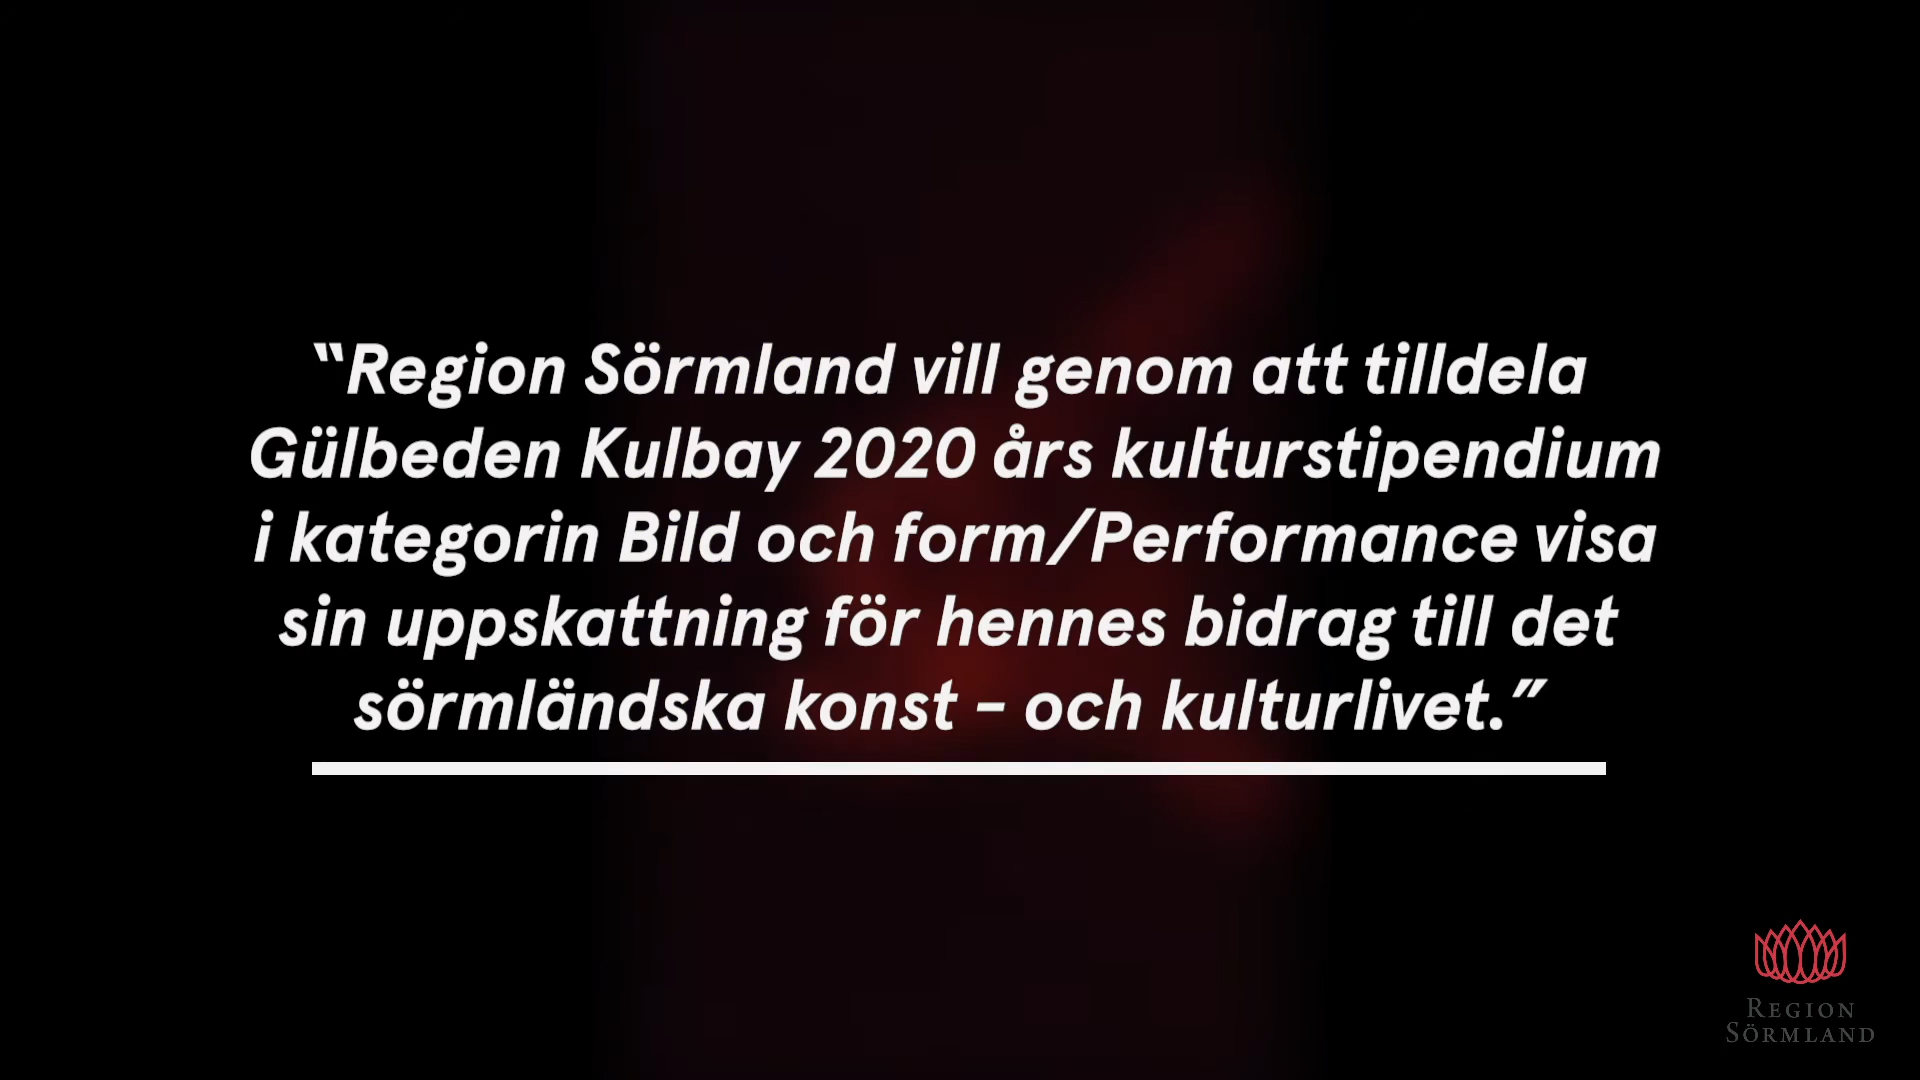 “Region Sörmland vill genom att tilldela
Gülbeden Kulbay 2020 års kulturstipendium
i kategorin Bild och form/Performance visa
sin uppskattning för hennes bidrag till det
sörmländska konst - och kulturlivet.”
REGION
SÖRMLAND